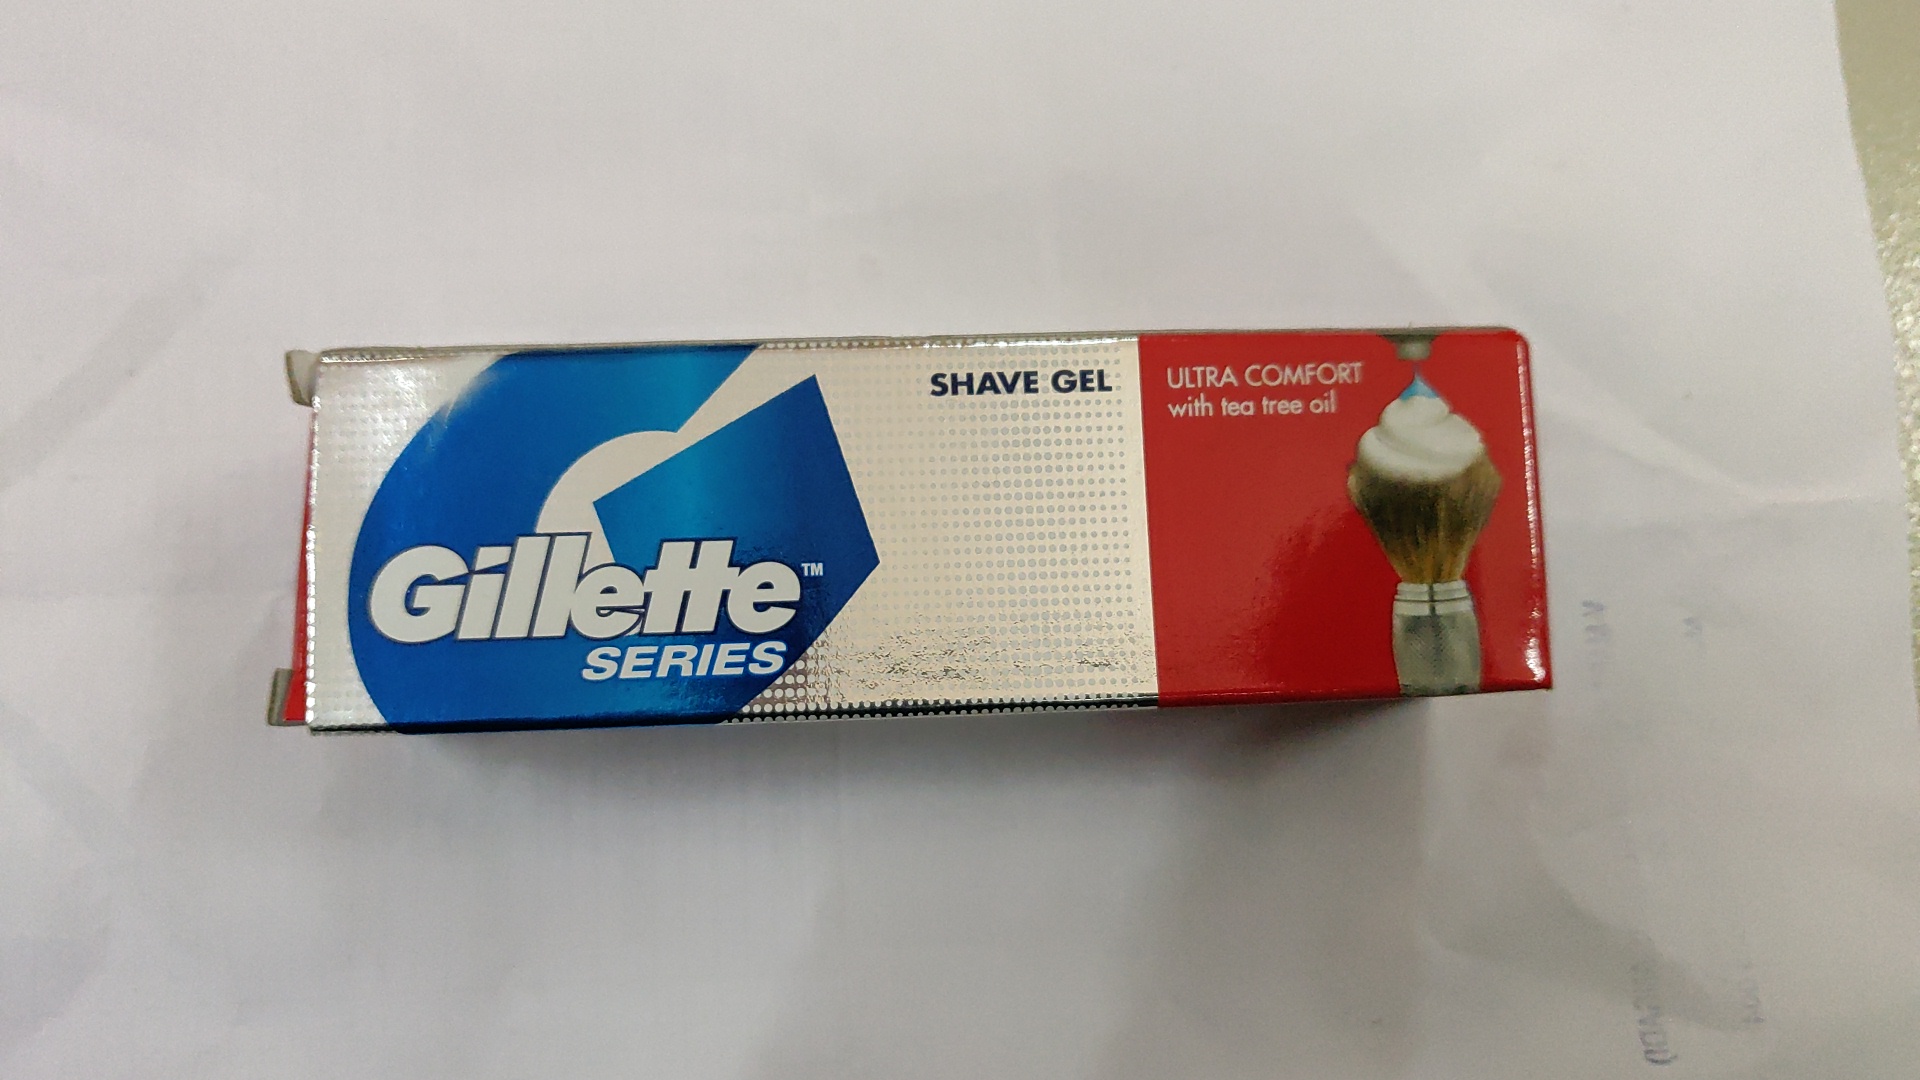 Gillette™
SERIES
SHAVE GEL
ULTRA COMFORT
with tea tree oil